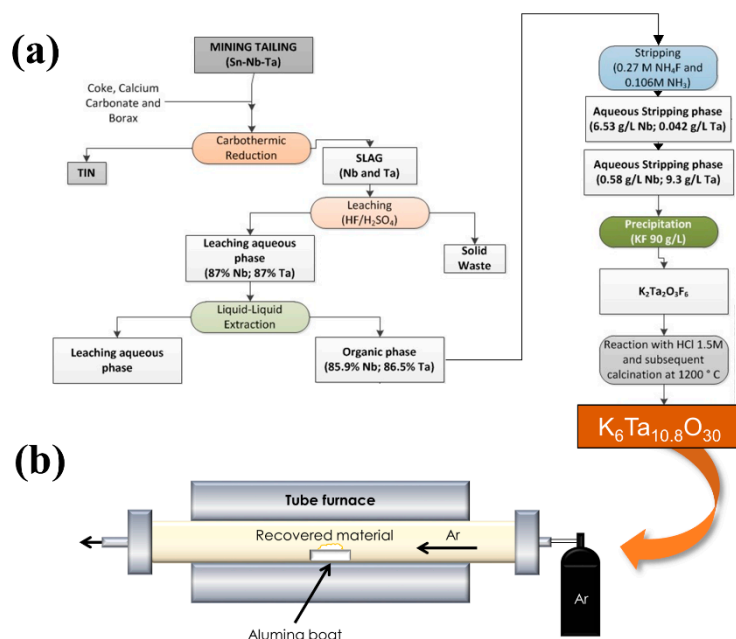 (a)
MINING TAILING
(Sn-Nb-Ta)
Coke, Calcium
Carbonate and
Borax
Carbothermic
Reduction
TIN
SLAG
(Nb and Ta)
Leaching
(HF/H₂SO₄)
Leaching aqueous
phase
(87% Nb; 87% Ta)
Solid
Waste
Liquid-Liquid
Extraction
Leaching aqueous
phase
Organic phase
(85.9% Nb; 86.5% Ta)
Stripping
(0.27 M NH₄F and
0.106M NH₃)
Aqueous Stripping phase
(6.53 g/L Nb; 0.042 g/L Ta)
Aqueous Stripping phase
(0.58 g/L Nb; 9.3 g/L Ta)
Precipitation
(KF 90 g/L)
K₂Ta₂O₃F₆
Reaction with HCl 1.5M
and subsequent
calcination at 1200 ° C
K₆Ta₁₀.₈O₃₀
(b)
Tube furnace
Recovered material
Ar
Ar
Aluming boat